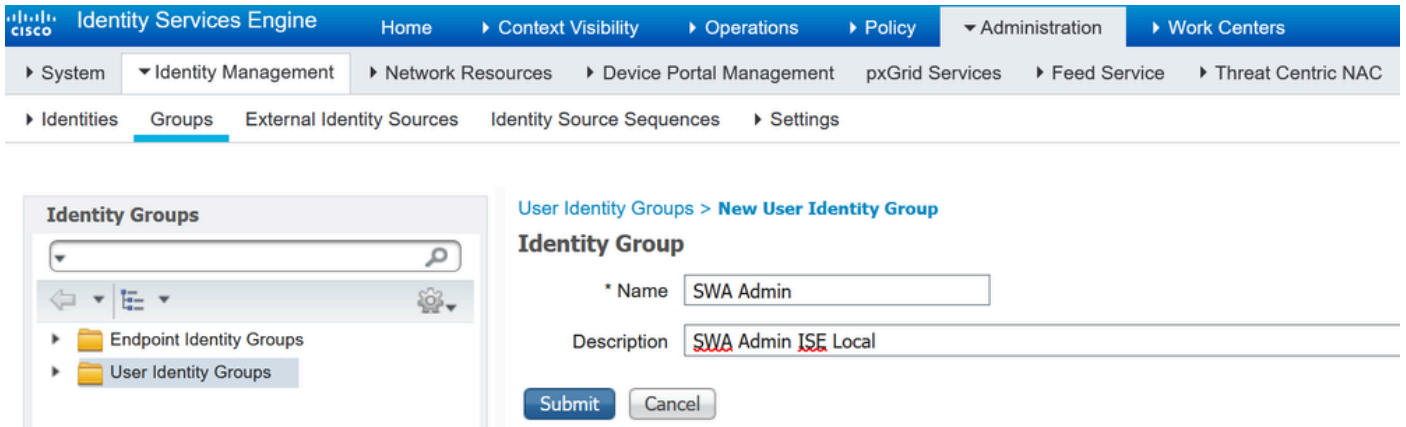 cisco Identity Services Engine Home Context Visibility Operations Policy Administration Work Centers
System Identity Management Network Resources Device Portal Management pxGrid Services Feed Service Threat Centric NAC
Identities Groups External Identity Sources Identity Source Sequences Settings
Identity Groups
Endpoint Identity Groups
User Identity Groups
User Identity Groups > New User Identity Group
Identity Group
* Name SWA Admin
Description SWA Admin ISE Local
Submit Cancel